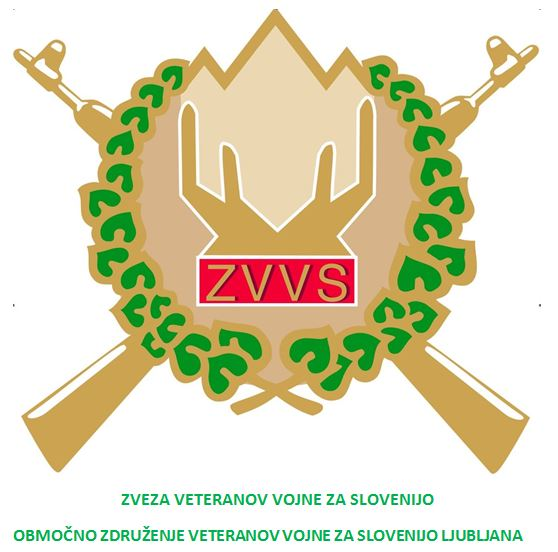 ZVVS
ZVEZA VETERANOV VOJNE ZA SLOVENIJO
OBMOČNO ZDRUŽENJE VETERANOV VOJNE ZA SLOVENIJO LJUBLJANA